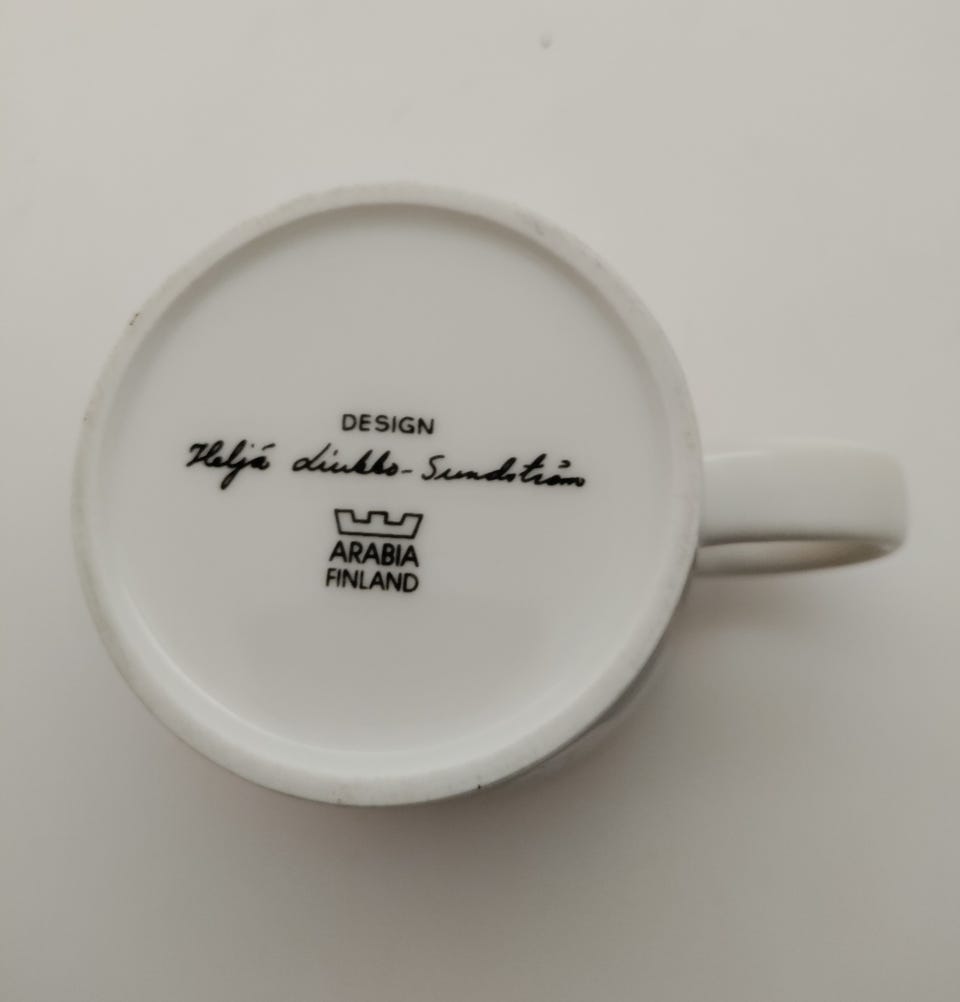 DESIGN
Heljä Liukko-Sundström
ARABIA
FINLAND